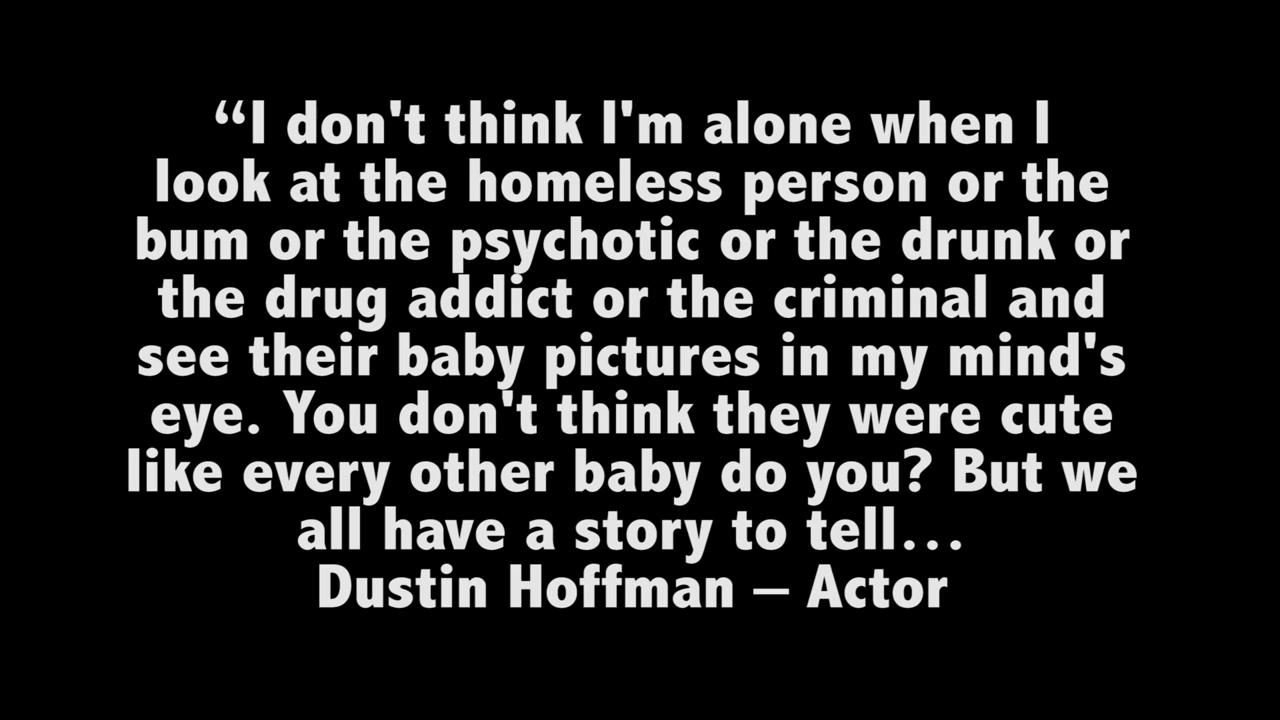 “I don't think I'm alone when I
look at the homeless person or the
bum or the psychotic or the drunk or
the drug addict or the criminal and
see their baby pictures in my mind's
eye. You don't think they were cute
like every other baby do you? But we
all have a story to tell…
Dustin Hoffman – Actor